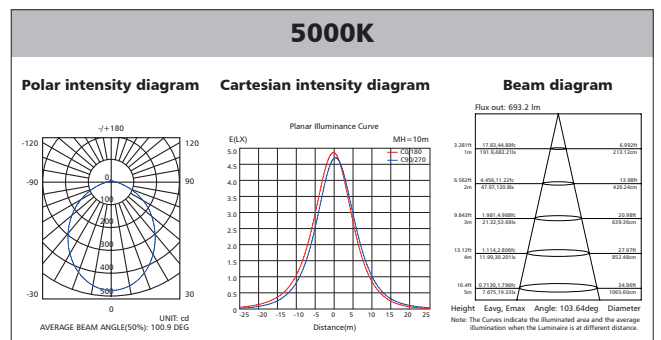 5000K
Polar intensity diagram
Cartesian intensity diagram
Beam diagram
-/+180
-120
120
-90
90
-30
30
0
0
100
200
300
400
500
UNIT: cd
AVERAGE BEAM ANGLE(50%): 100.9 DEG
Planar Illuminance Curve
E(LX)
MH=10m
C0/180
C90/270
5.0
4.5
4.0
3.5
3.0
2.5
2.0
1.5
1.0
0.5
0
-25 -20 -15 -10 -5 0 5 10 15 20 25
Distance(m)
Flux out: 693.2 lm
3.281ft 17.83,44.89fc 6.992ft
1m 191.9,483.21lx 213.12cm
6.562ft 4.456,11.22fc 13.98ft
2m 47.97,120.8lx 426.24cm
9.843ft 1.981,4.988fc 20.98ft
3m 21.32,53.69lx 639.36cm
13.12ft 1.114,2.806fc 27.97ft
4m 11.99,30.201lx 852.48cm
16.4ft 0.7130,1.796fc 34.96ft
5m 7.675,19.33lx 1065.60cm
Height Eavg, Emax Angle: 103.64deg Diameter
Note: The Curves indicate the illuminated area and the average
illumination when the Luminaire is at different distance.